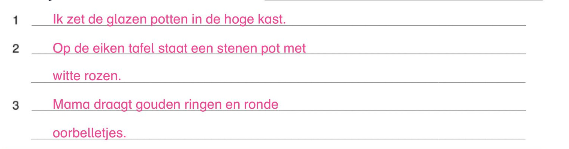 1 Ik zet de glazen potten in de hoge kast.
2 Op de eiken tafel staat een stenen pot met
witte rozen.
3 Mama draagt gouden ringen en ronde
oorbelletjes.